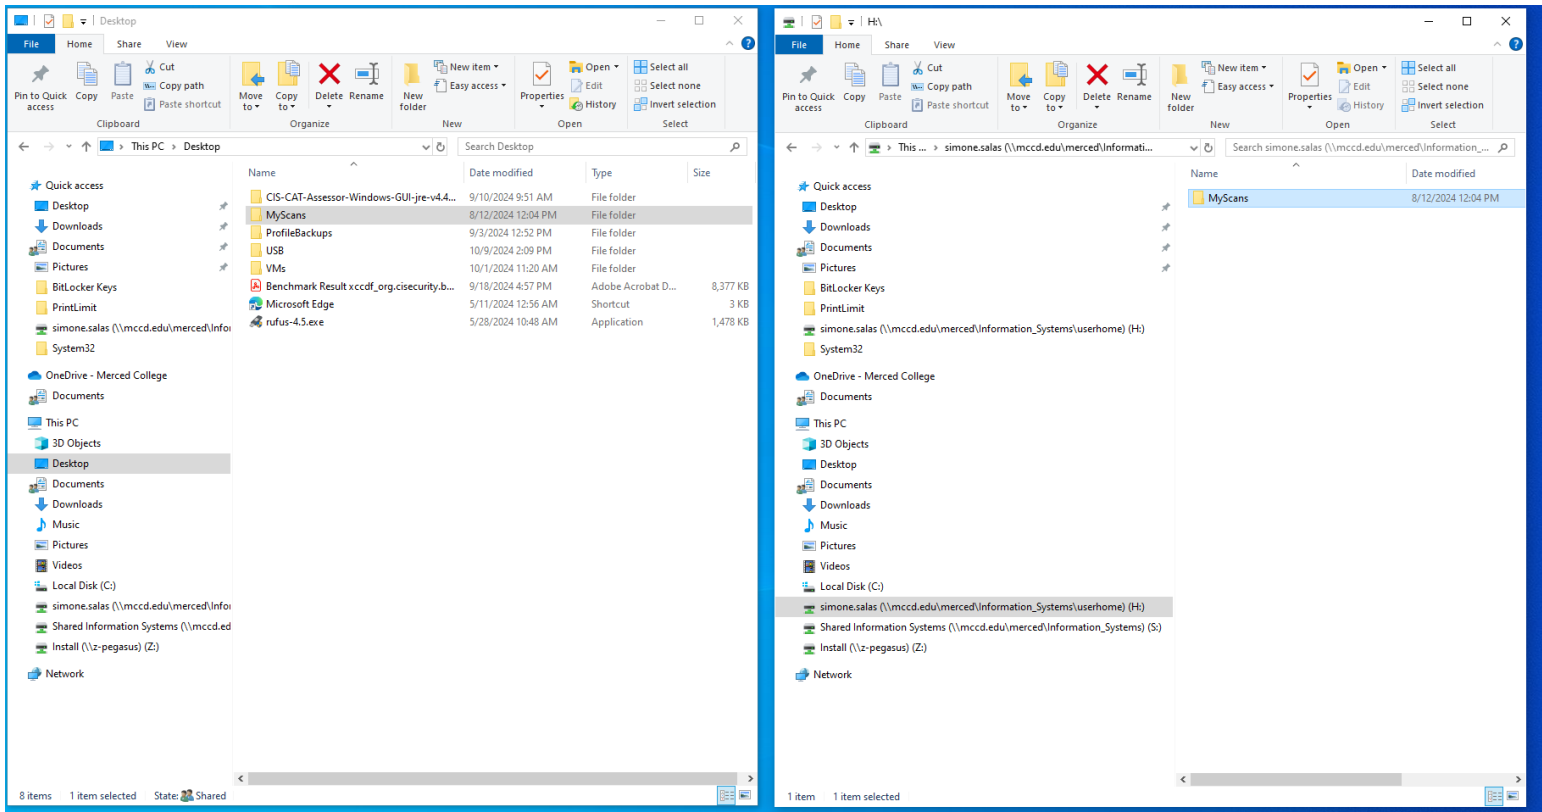 Desktop
File Home Share View
Pin to Quick access
Copy
Paste
Cut
Copy path
Paste shortcut
Clipboard
Move to
Copy to
Delete
Rename
Organize
New folder
New item
Easy access
New
Properties
Open
Edit
History
Open
Select all
Select none
Invert selection
Select
This PC > Desktop
Search Desktop
Quick access
Desktop
Downloads
Documents
Pictures
BitLocker Keys
PrintLimit
simone.salas (\\mccd.edu\merced\Infor
System32
OneDrive - Merced College
Documents
This PC
3D Objects
Desktop
Documents
Downloads
Music
Pictures
Videos
Local Disk (C:)
simone.salas (\\mccd.edu\merced\Infor
Shared Information Systems (\\mccd.ed
Install (\\z-pegasus) (Z:)
Network
Name Date modified Type Size
CIS-CAT-Assessor-Windows-GUI-jre-v4.4... 9/10/2024 9:51 AM File folder
MyScans 8/12/2024 12:04 PM File folder
ProfileBackups 9/3/2024 12:52 PM File folder
USB 10/9/2024 2:09 PM File folder
VMs 10/1/2024 11:20 AM File folder
Benchmark Result xccdf_org.cisecurity.b... 9/18/2024 4:57 PM Adobe Acrobat D... 8,377 KB
Microsoft Edge 5/11/2024 12:56 AM Shortcut 3 KB
rufus-4.5.exe 5/28/2024 10:48 AM Application 1,478 KB
8 items 1 item selected State: Shared
H:\
File Home Share View
Pin to Quick access
Copy
Paste
Cut
Copy path
Paste shortcut
Clipboard
Move to
Copy to
Delete
Rename
Organize
New folder
New item
Easy access
New
Properties
Open
Edit
History
Open
Select all
Select none
Invert selection
Select
This ... > simone.salas (\\mccd.edu\merced\Informati...
Search simone.salas (\\mccd.edu\merced\Information_...
Quick access
Desktop
Downloads
Documents
Pictures
BitLocker Keys
PrintLimit
simone.salas (\\mccd.edu\merced\Information_Systems\userhome) (H:)
System32
OneDrive - Merced College
Documents
This PC
3D Objects
Desktop
Documents
Downloads
Music
Pictures
Videos
Local Disk (C:)
simone.salas (\\mccd.edu\merced\Information_Systems\userhome) (H:)
Shared Information Systems (\\mccd.edu\merced\Information_Systems) (S:)
Install (\\z-pegasus) (Z:)
Network
Name Date modified
MyScans 8/12/2024 12:04 PM
1 item 1 item selected